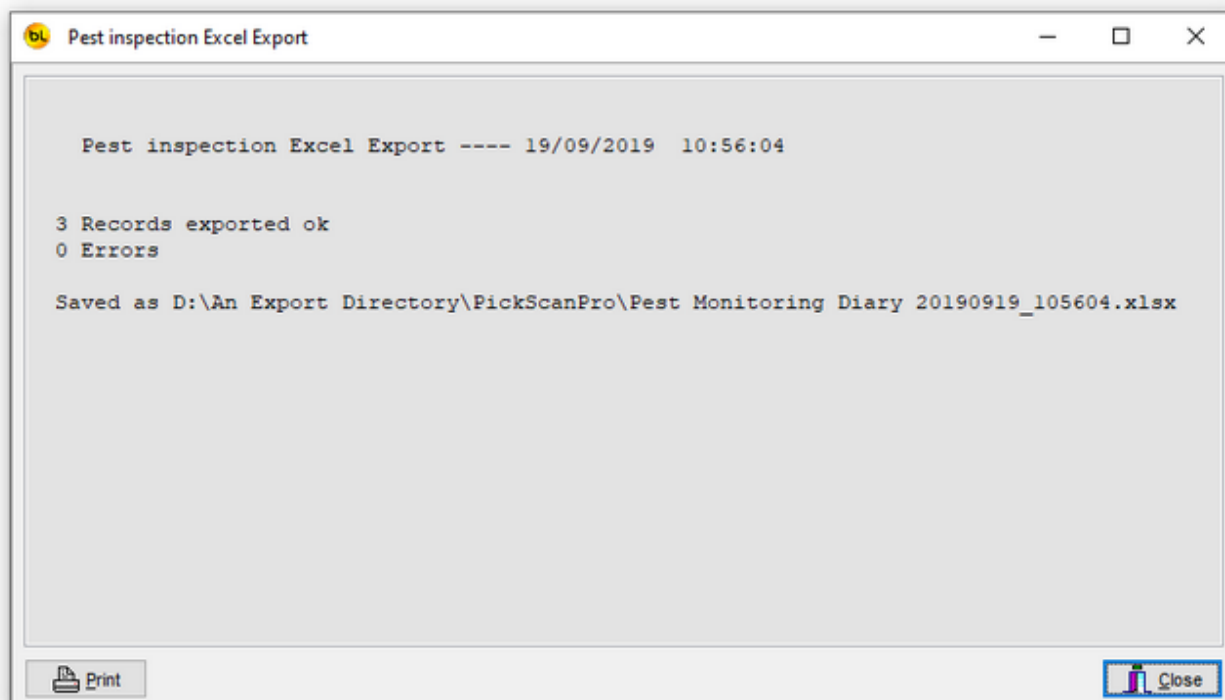 bL Pest inspection Excel Export
Pest inspection Excel Export ---- 19/09/2019  10:56:04
3 Records exported ok
0 Errors
Saved as D:\An Export Directory\PickScanPro\Pest Monitoring Diary 20190919_105604.xlsx
Print
Close